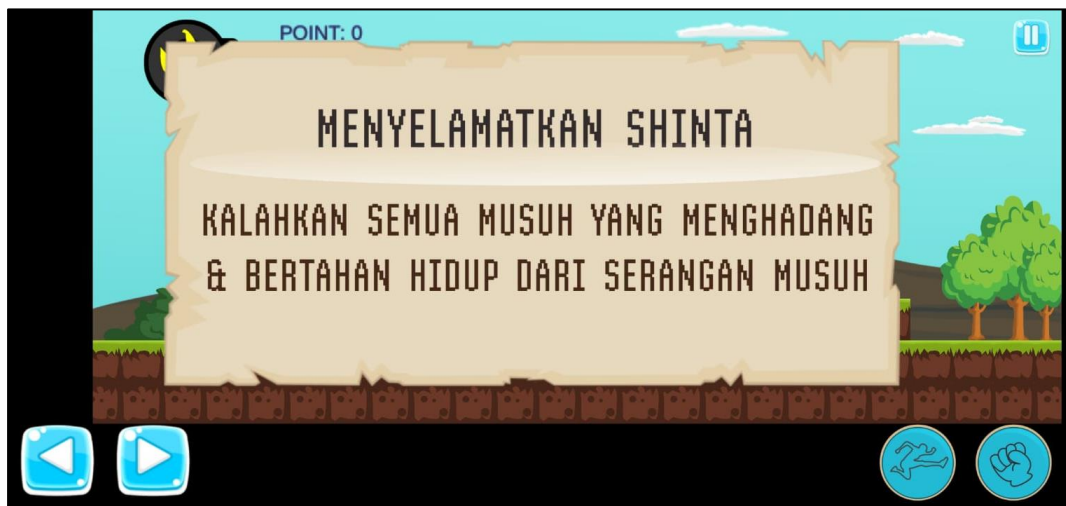 POINT: 0
MENYELAMATKAN SHINTA
KALAHKAN SEMUA MUSUH YANG MENGHADANG
& BERTAHAN HIDUP DARI SERANGAN MUSUH